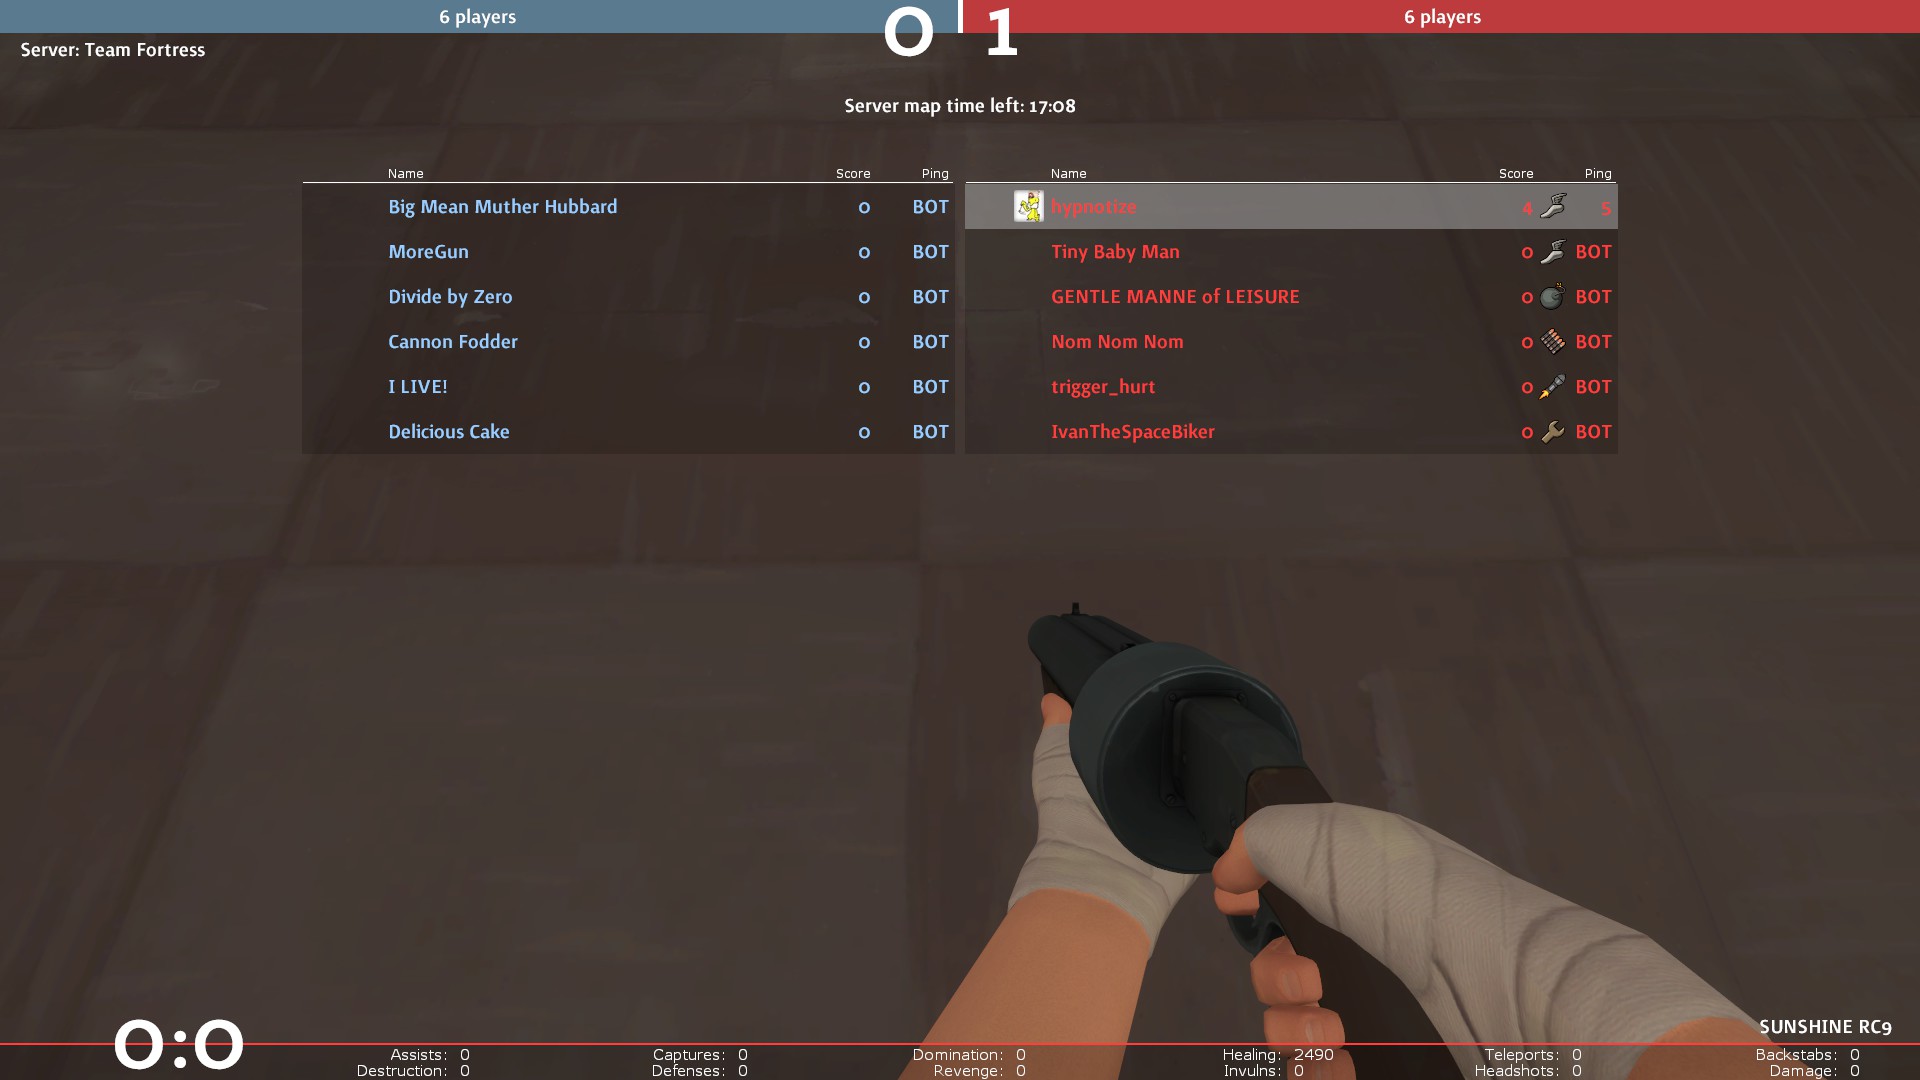 6 players
0 1
6 players
Server: Team Fortress
Server map time left: 17:08
Name Score Ping
Big Mean Muther Hubbard 0 BOT
MoreGun 0 BOT
Divide by Zero 0 BOT
Cannon Fodder 0 BOT
I LIVE! 0 BOT
Delicious Cake 0 BOT
Name Score Ping
hypnotize 4 5
Tiny Baby Man 0 BOT
GENTLE MANNE of LEISURE 0 BOT
Nom Nom Nom 0 BOT
trigger_hurt 0 BOT
IvanTheSpaceBiker 0 BOT
SUNSHINE RC9
0:0
Assists: 0 Captures: 0 Domination: 0 Healing: 2490 Teleports: 0 Backstabs: 0
Destruction: 0 Defenses: 0 Revenge: 0 Invulns: 0 Headshots: 0 Damage: 0